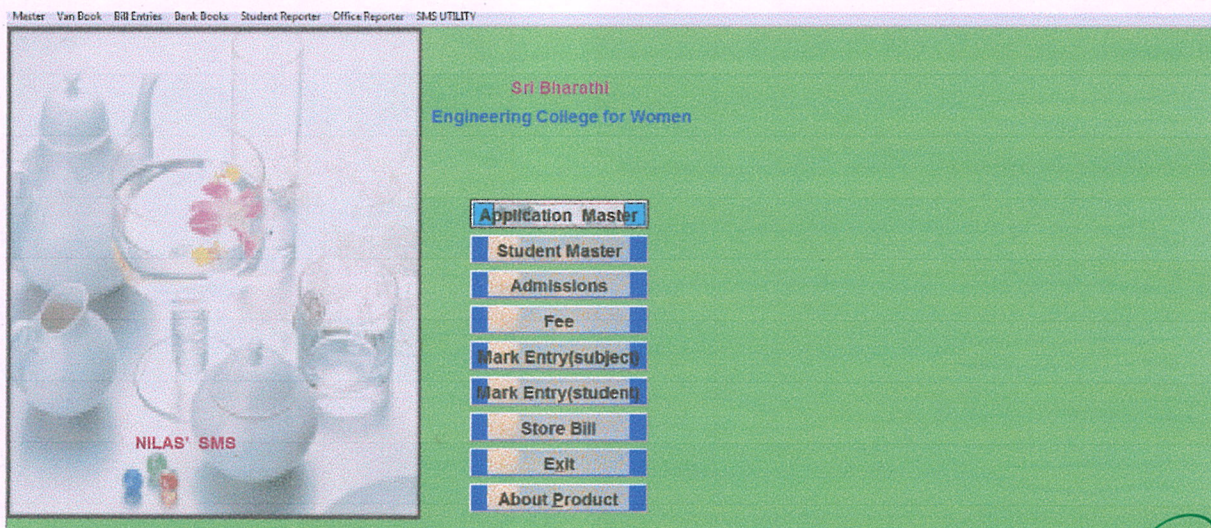 Master Van Book Bill Entries Bank Books Student Reporter Office Reporter SMS UTILITY
Sri Bharathi
Engineering College for Women
Application Master
Student Master
Admissions
Fee
Mark Entry(subject)
Mark Entry(student)
Store Bill
Exit
About Product
NILAS' SMS